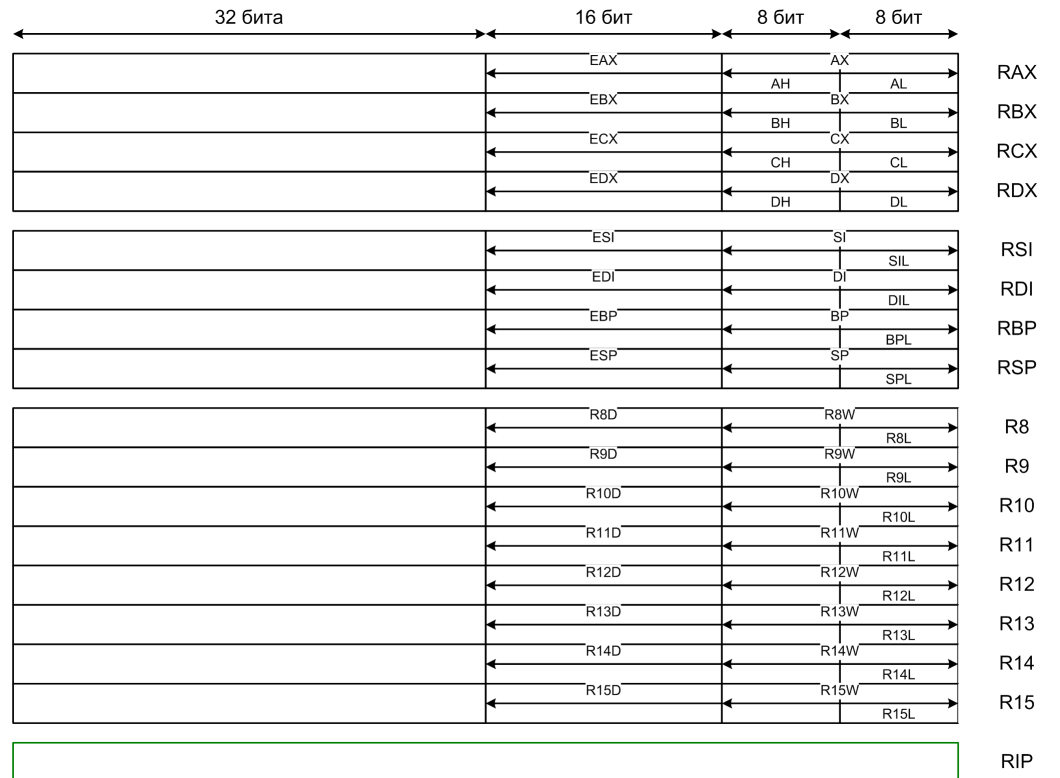 32 бита 16 бит 8 бит 8 бит
EAX AX
RAX
AH AL
EBX BX
RBX
BH BL
ECX CX
RCX
CH CL
EDX DX
RDX
DH DL
ESI SI
RSI
SIL
EDI DI
RDI
DIL
EBP BP
RBP
BPL
ESP SP
RSP
SPL
R8D R8W
R8
R8L
R9D R9W
R9
R9L
R10D R10W
R10
R10L
R11D R11W
R11
R11L
R12D R12W
R12
R12L
R13D R13W
R13
R13L
R14D R14W
R14
R14L
R15D R15W
R15
R15L
RIP